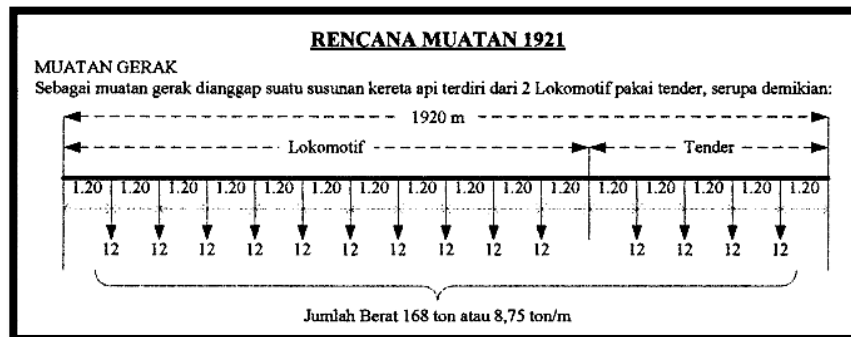 RENCANA MUATAN 1921
MUATAN GERAK
Sebagai muatan gerak dianggap suatu susunan kereta api terdiri dari 2 Lokomotif pakai tender, serupa demikian:
1920 m
Lokomotif Tender
1.20 1.20 1.20 1.20 1.20 1.20 1.20 1.20 1.20 1.20 1.20 1.20 1.20 1.20 1.20 1.20
12 12 12 12 12 12 12 12 12 12 12 12 12 12
Jumlah Berat 168 ton atau 8,75 ton/m